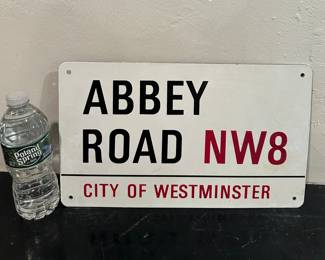 ABBEY
ROAD NW8
CITY OF WESTMINSTER
Poland
Spring